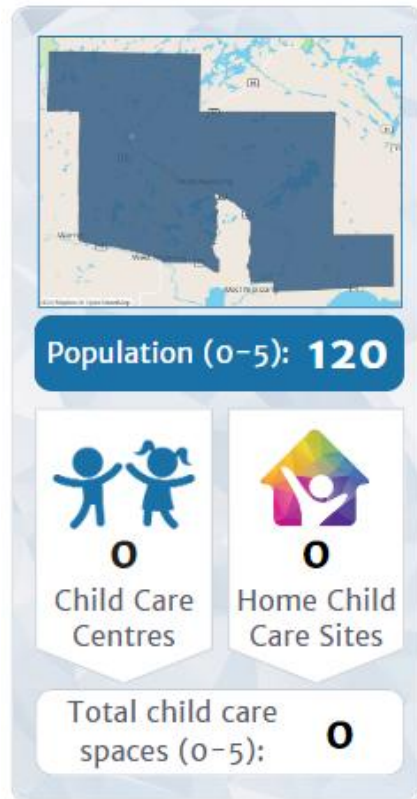 Population (0-5): 120
0
Child Care
Centres
0
Home Child
Care Sites
Total child care
spaces (0-5):
0